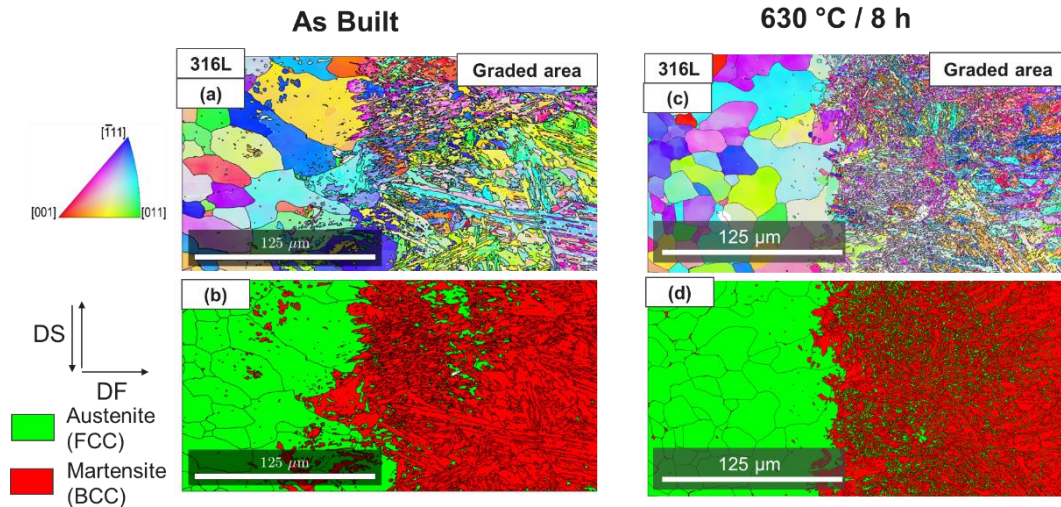 As Built
630 °C / 8 h
316L
Graded area
(a)
316L
Graded area
(c)
[1̅11]
[001]
[011]
125 μm
125 μm
(b)
(d)
DS
DF
Austenite
(FCC)
Martensite
(BCC)
125 μm
125 μm